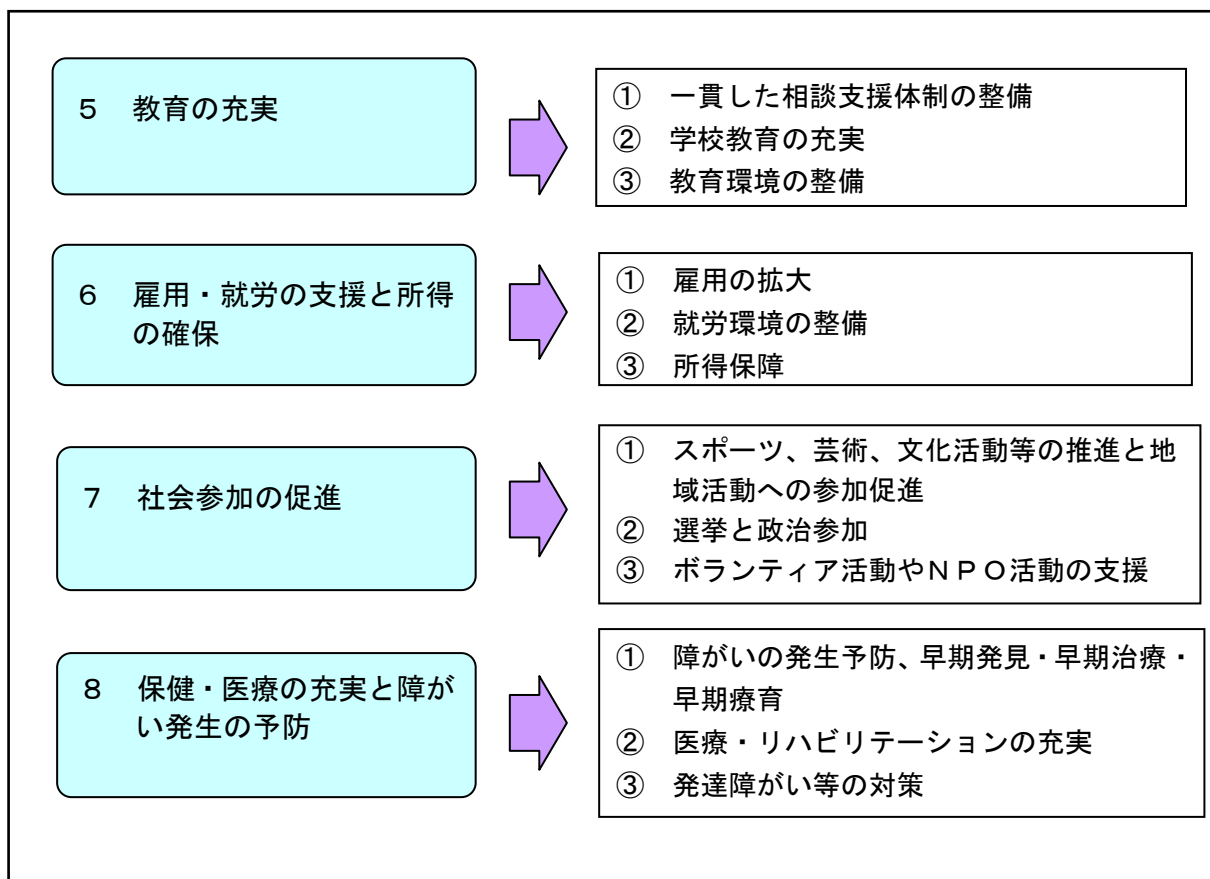 ５　教育の充実
①　一貫した相談支援体制の整備
②　学校教育の充実
③　教育環境の整備
６　雇用・就労の支援と所得
の確保
①　雇用の拡大
②　就労環境の整備
③　所得保障
７　社会参加の促進
①　スポーツ、芸術、文化活動等の推進と地
域活動への参加促進
②　選挙と政治参加
③　ボランティア活動やＮＰＯ活動の支援
８　保健・医療の充実と障が
い発生の予防
①　障がいの発生予防、早期発見・早期治療・
早期療育
②　医療・リハビリテーションの充実
③　発達障がい等の対策